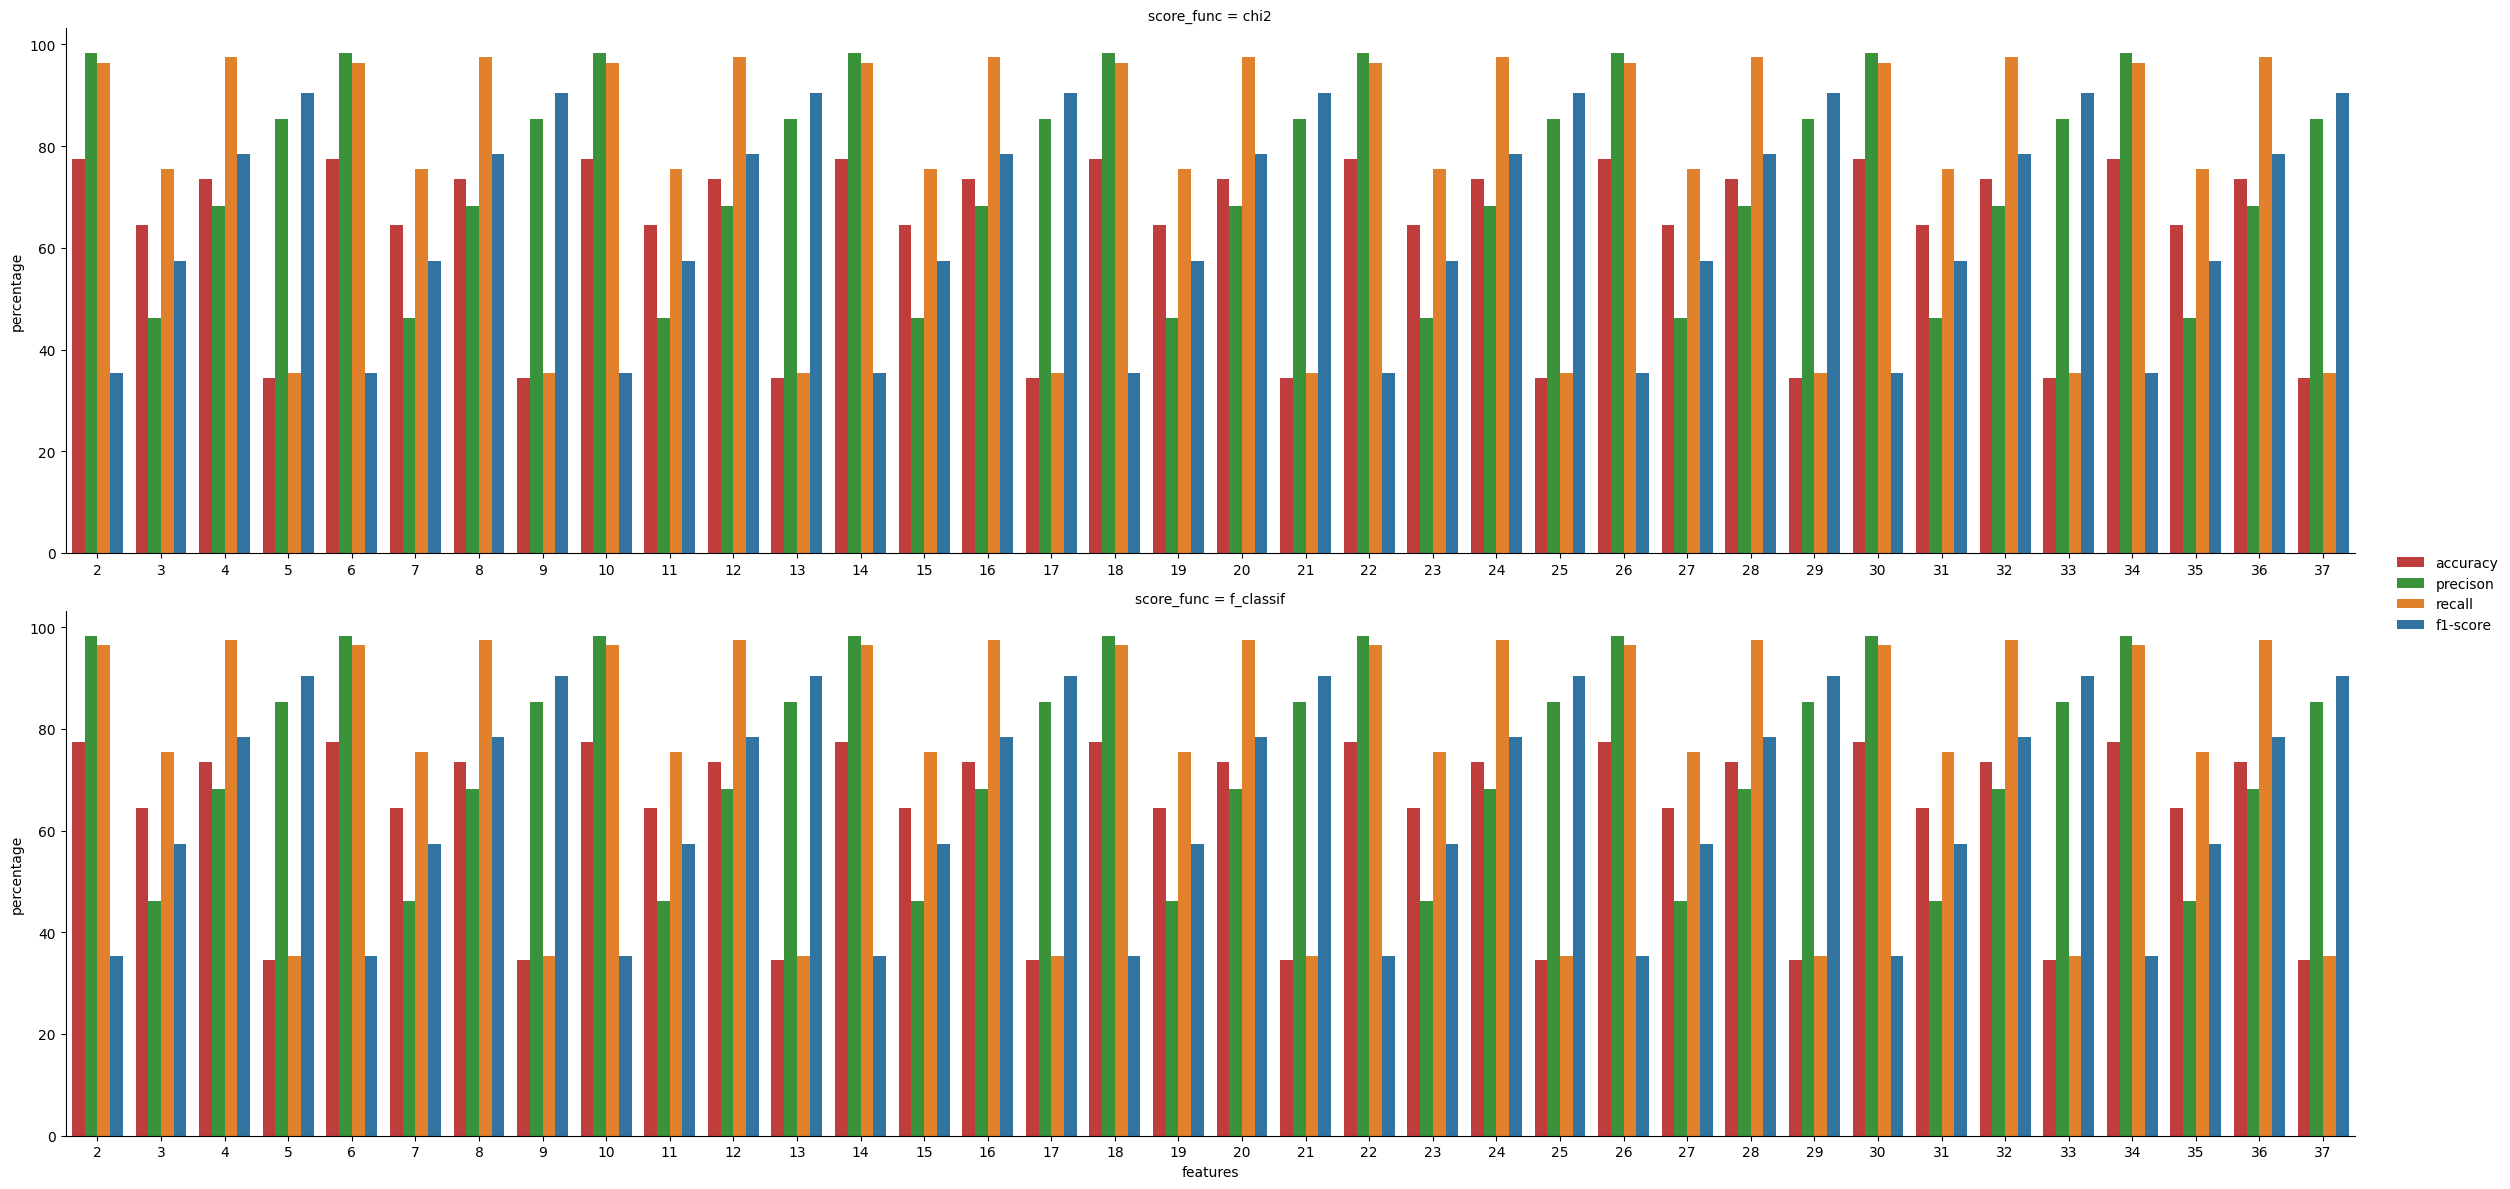 score_func = chi2
100
80
60
40
20
0
percentage
2 3 4 5 6 7 8 9 10 11 12 13 14 15 16 17 18 19 20 21 22 23 24 25 26 27 28 29 30 31 32 33 34 35 36 37
accuracy
precison
recall
f1-score
score_func = f_classif
100
80
60
40
20
0
percentage
2 3 4 5 6 7 8 9 10 11 12 13 14 15 16 17 18 19 20 21 22 23 24 25 26 27 28 29 30 31 32 33 34 35 36 37
features